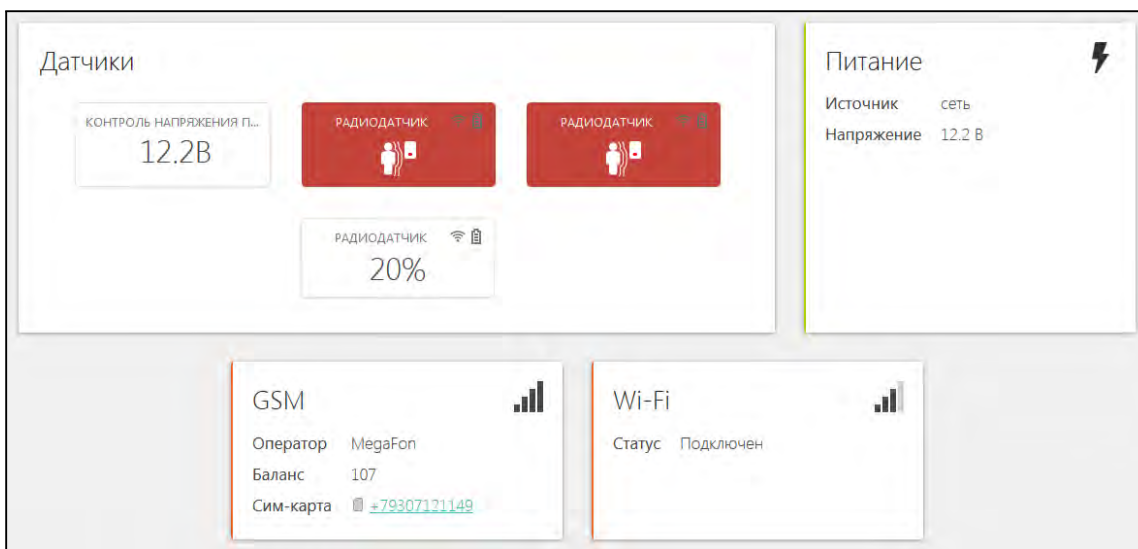 Датчики
КОНТРОЛЬ НАПРЯЖЕНИЯ П...
12.2В
РАДИОДАТЧИК
РАДИОДАТЧИК
РАДИОДАТЧИК
20%
Питание
Источник сеть
Напряжение 12.2 В
GSM
Оператор MegaFon
Баланс 107
Сим-карта +79307121149
Wi-Fi
Статус Подключен